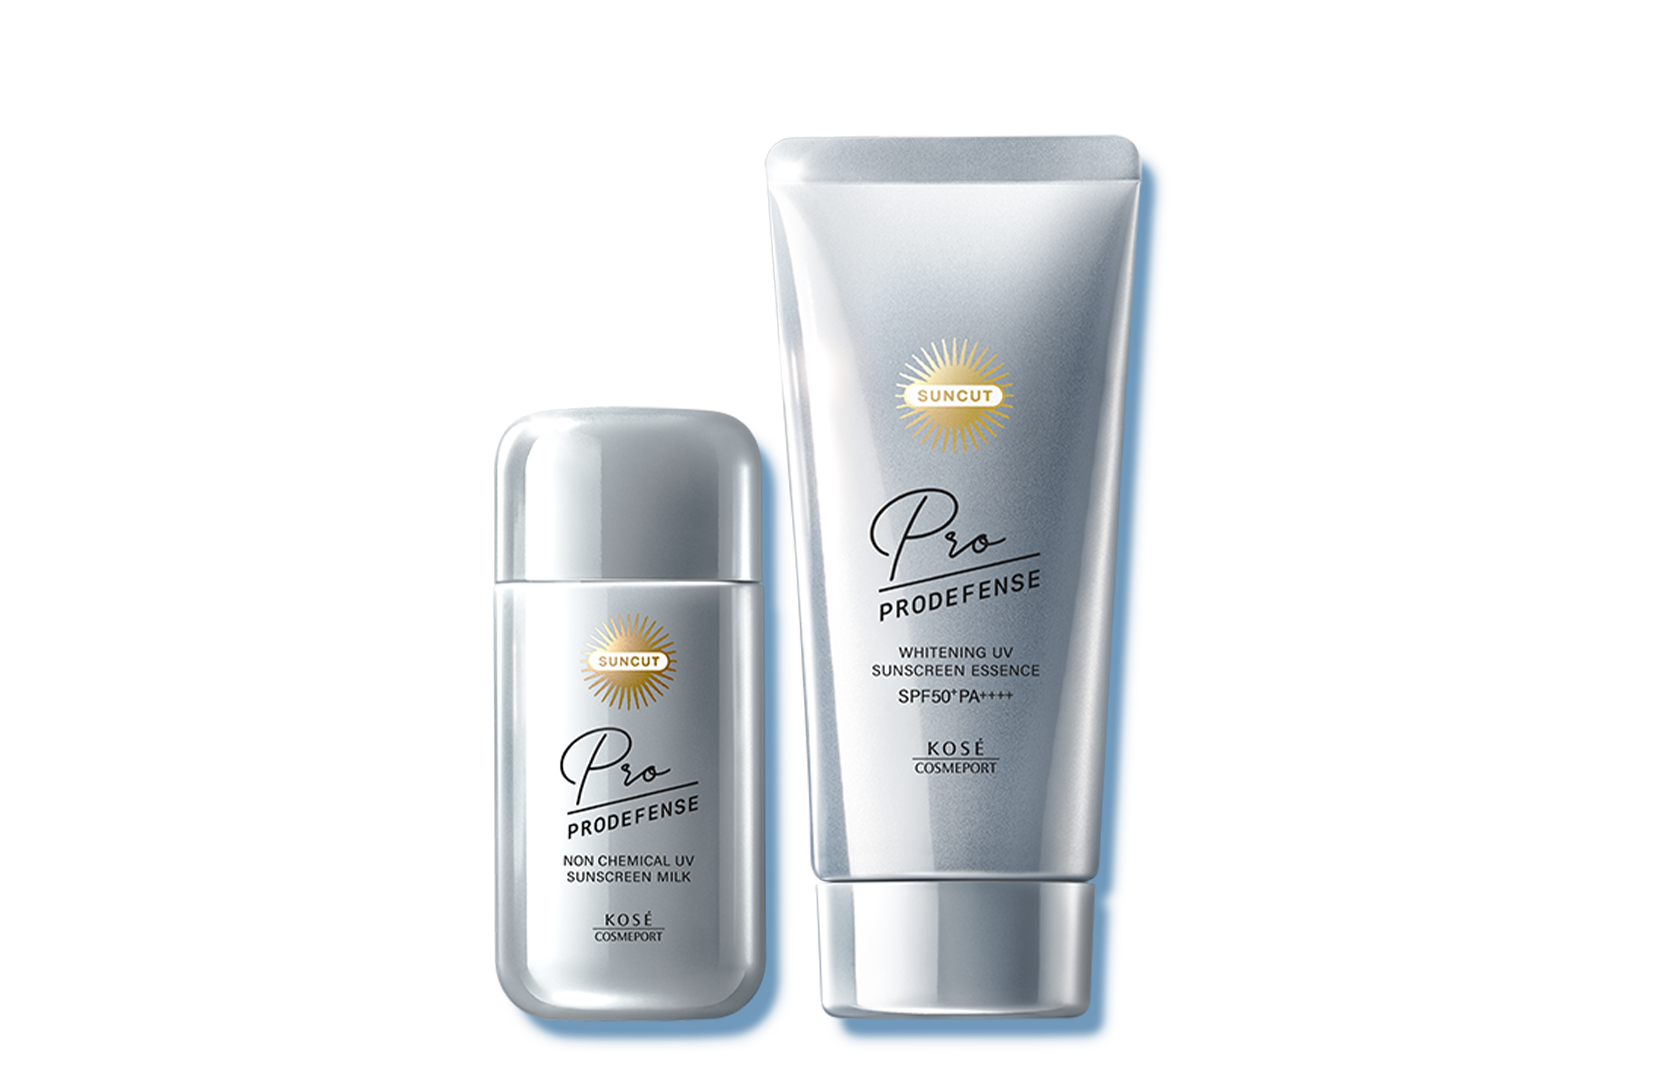 SUNCUT
Pro
PRODEFENSE
NON CHEMICAL UV
SUNSCREEN MILK
KOSÉ
COSMEPORT
SUNCUT
Pro
PRODEFENSE
WHITENING UV
SUNSCREEN ESSENCE
SPF50+PA++++
KOSÉ
COSMEPORT